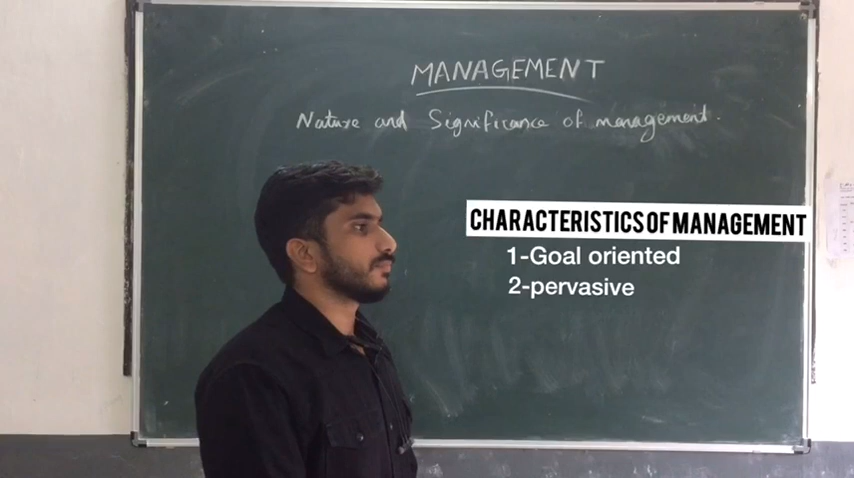 MANAGEMENT
Nature and Significance of management.
CHARACTERISTICS OF MANAGEMENT
1-Goal oriented
2-pervasive